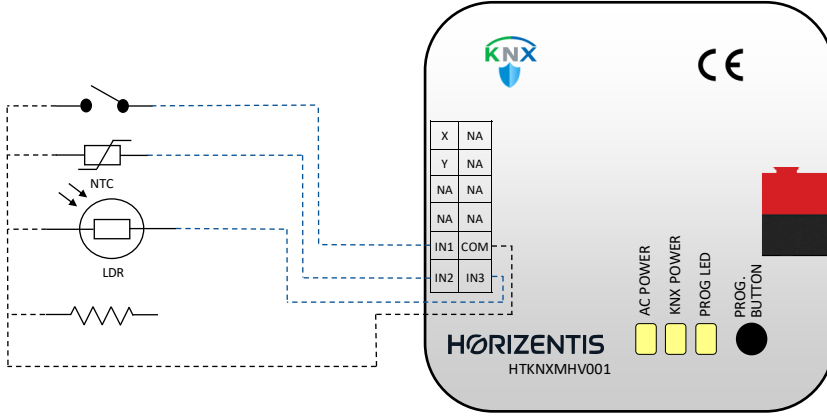 KNX
CE
X NA
Y NA
NA NA
NA NA
IN1 COM
IN2 IN3
NTC
LDR
AC POWER
KNX POWER
PROG LED
PROG.
BUTTON
HORIZENTIS
HTKNXMHV001